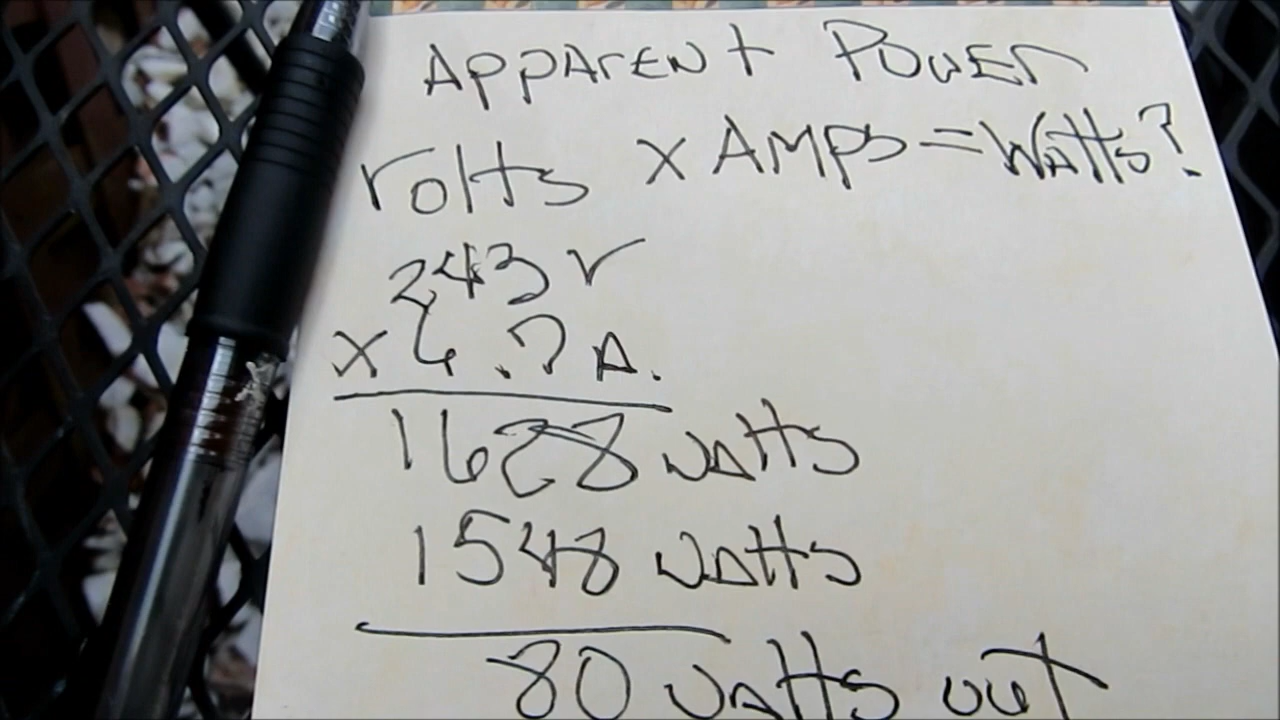 APPARENT POWER
Volts x AMPS = WATTS?
243 V
x 6.7 A.
1628 WATTS
1548 WATTS
80 WATTS out